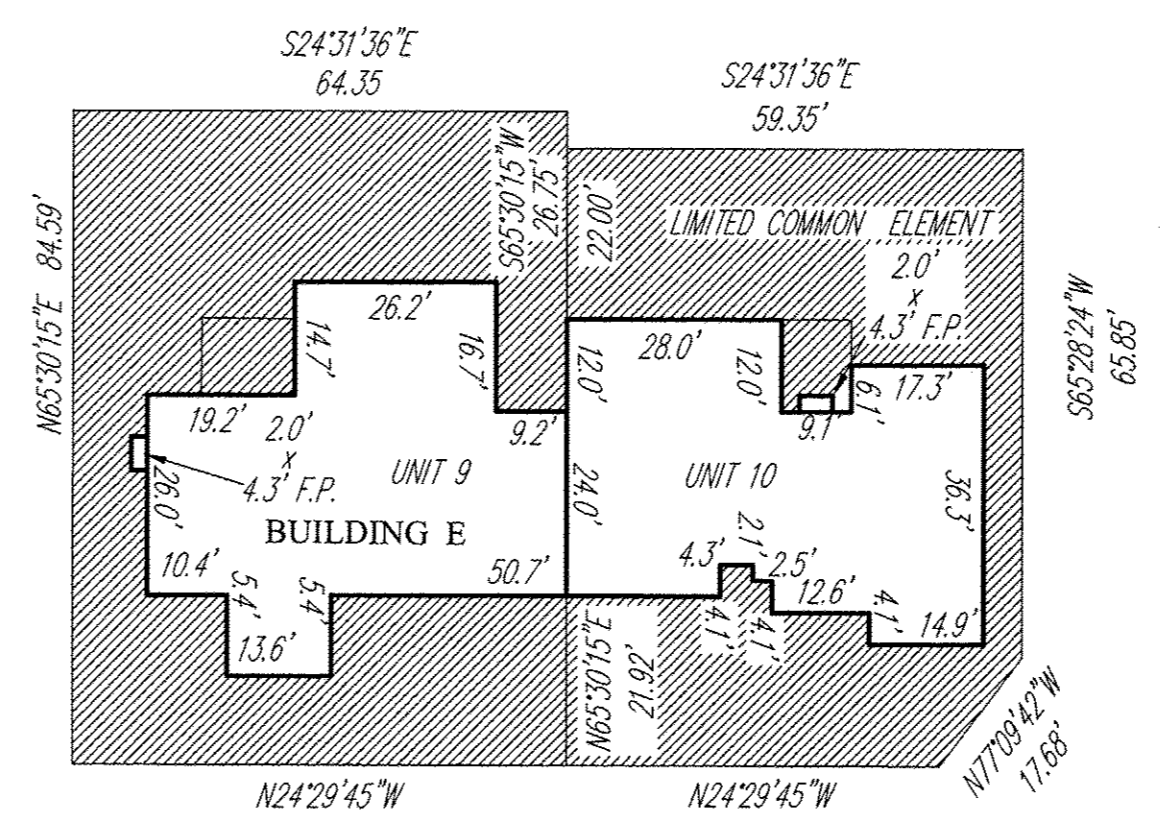 S24°31'36"E
64.35
S24°31'36"E
59.35'
N65°30'15"E 84.59'
S65°30'15"W
26.75'
22.00'
LIMITED COMMON ELEMENT
2.0'
x
4.3' F.P.
S65°28'24"W
65.85'
26.2'
14.7'
16.7'
28.0'
12.0'
12.0'
17.3'
6.1'
9.1'
19.2'
2.0'
x
4.3' F.P.
9.2'
UNIT 9
UNIT 10
26.0'
24.0'
36.3'
BUILDING E
10.4'
50.7'
5.4'
5.4'
13.6'
4.3'
2.1'
2.5'
12.6'
4.1'
4.1'
4.1'
14.9'
N65°30'15"E
21.92'
N77°09'42"W
17.68'
N24°29'45"W
N24°29'45"W